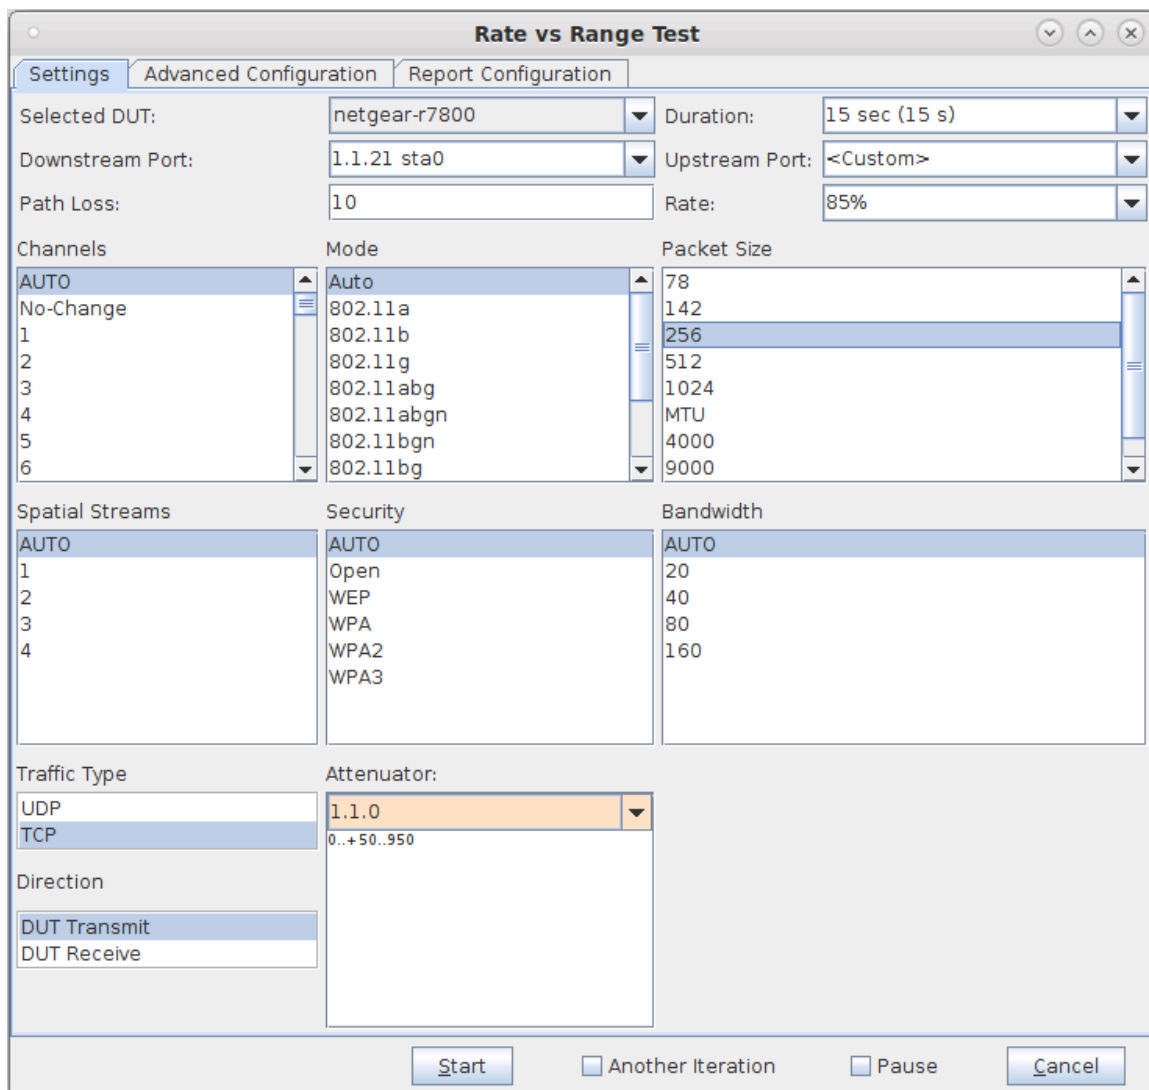 Rate vs Range Test
Settings Advanced Configuration Report Configuration
Selected DUT: netgear-r7800 Duration: 15 sec (15 s)
Downstream Port: 1.1.21 sta0 Upstream Port: <Custom>
Path Loss: 10 Rate: 85%
Channels
AUTO
No-Change
1
2
3
4
5
6
Mode
Auto
802.11a
802.11b
802.11g
802.11abg
802.11abgn
802.11bgn
802.11bg
Packet Size
78
142
256
512
1024
MTU
4000
9000
Spatial Streams
AUTO
1
2
3
4
Security
AUTO
Open
WEP
WPA
WPA2
WPA3
Bandwidth
AUTO
20
40
80
160
Traffic Type
UDP
TCP
Direction
DUT Transmit
DUT Receive
Attenuator:
1.1.0
0..+50..950
Start Another Iteration Pause Cancel